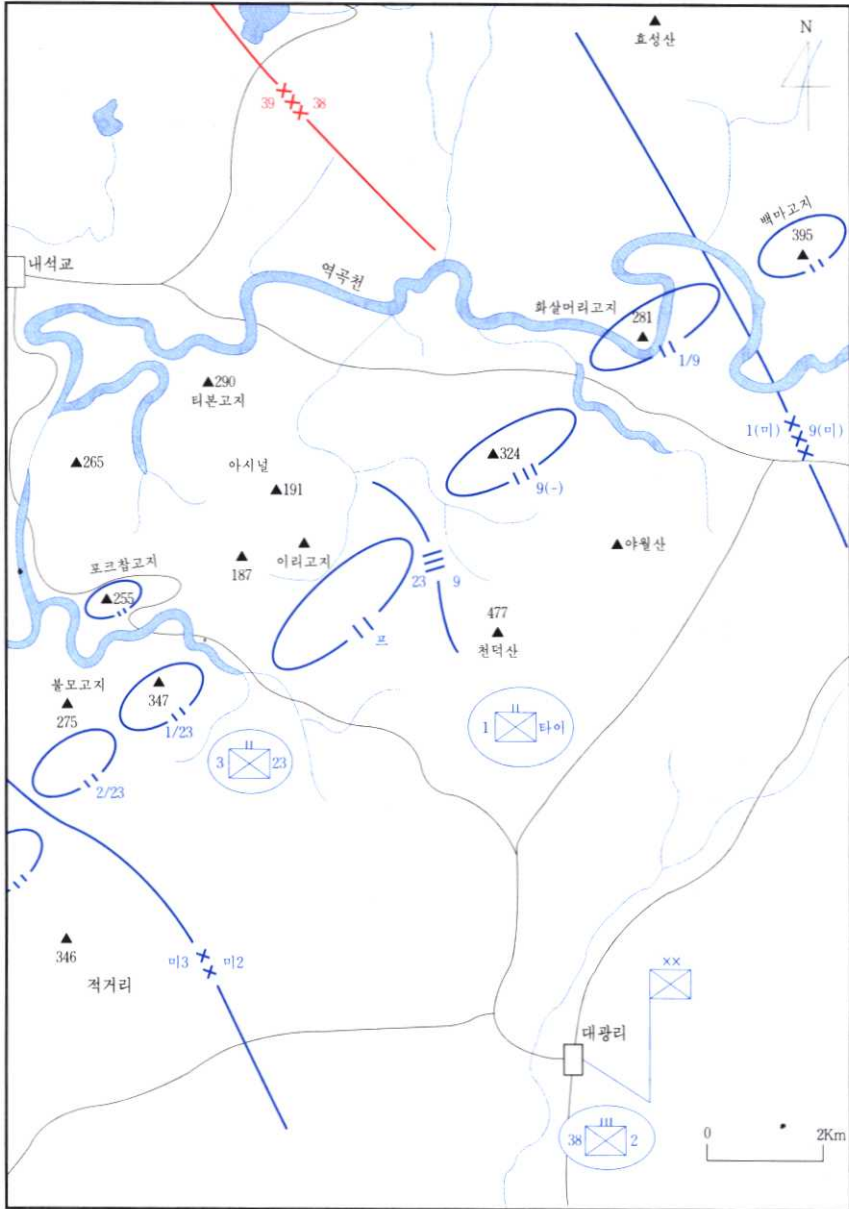 효성산
N
39 38
백마고지
395
내석교
역곡천
화살머리고지
281
1/9
290
티본고지
1(미) 9(미)
324
265
아시널
191
9(-)
야월산
187
이리고지
포크찹고지
255
23 9
프
477
천덕산
불모고지
275
347
1/23
1 타이
3 23
2/23
346
미3 미2
적거리
××
대광리
38 2
0 2Km